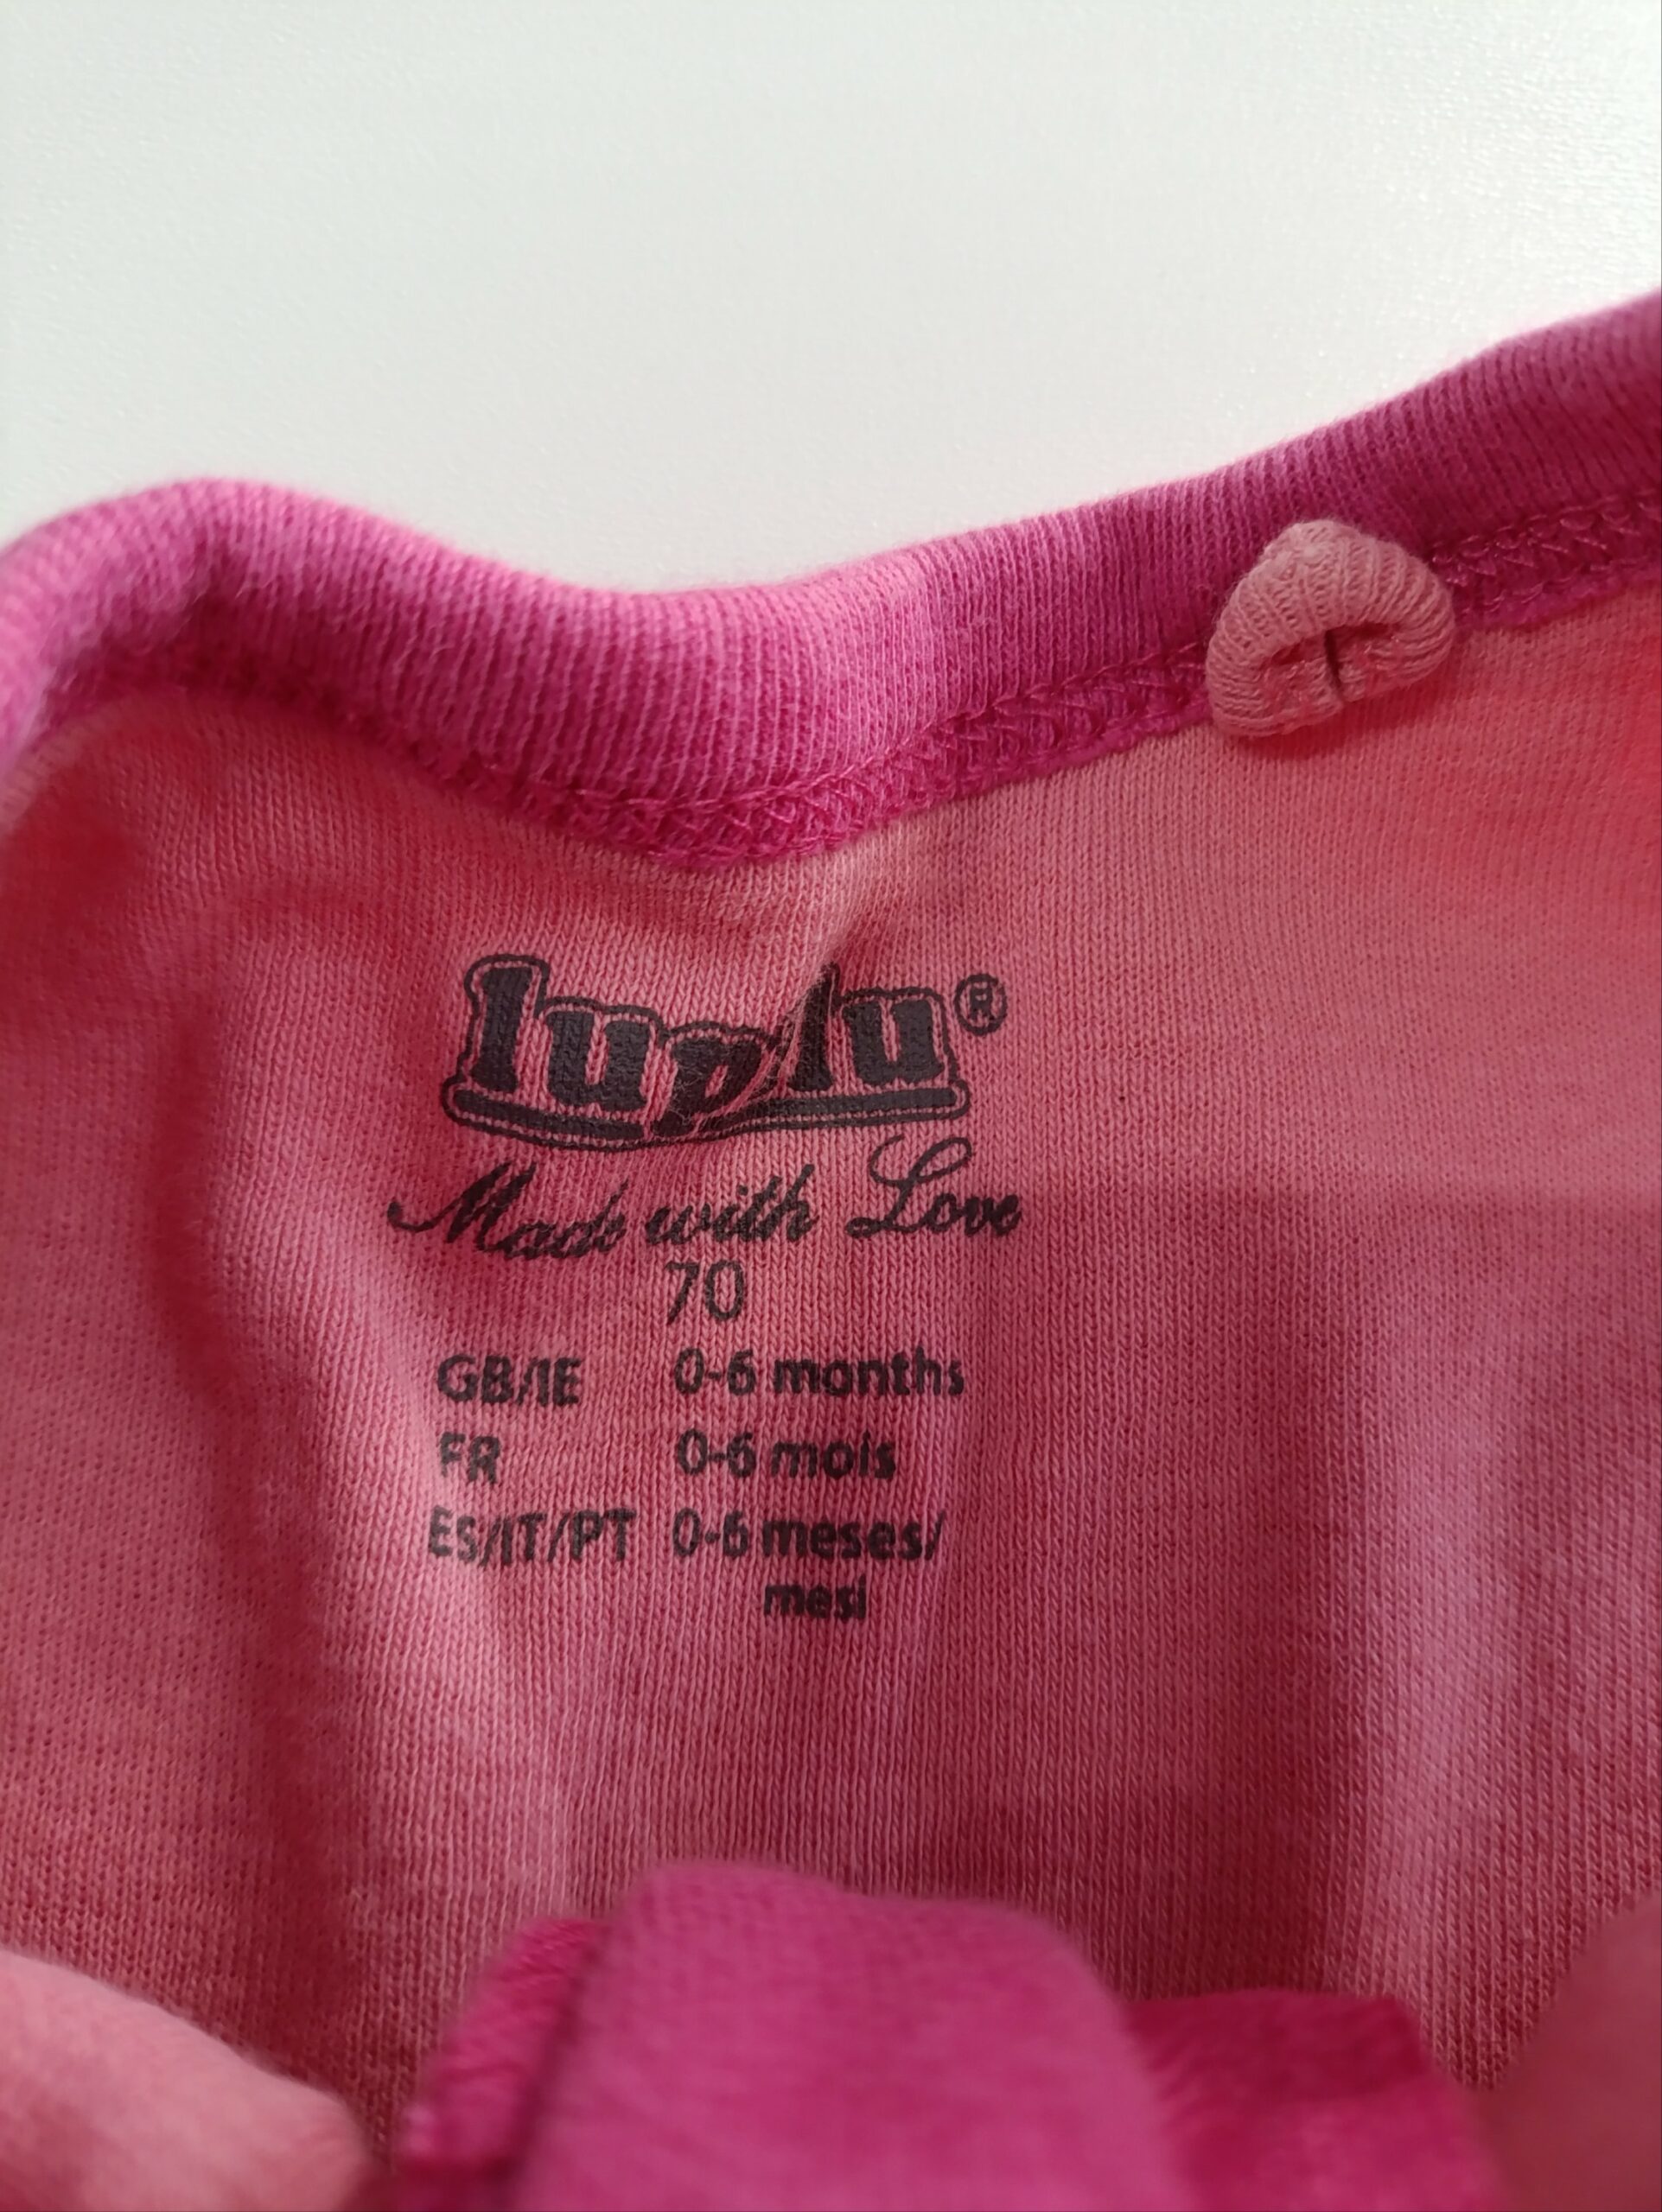 lupilu®
Made with Love
70
GB/IE 0-6 months
FR 0-6 mois
ES/IT/PT 0-6 meses/
mesi